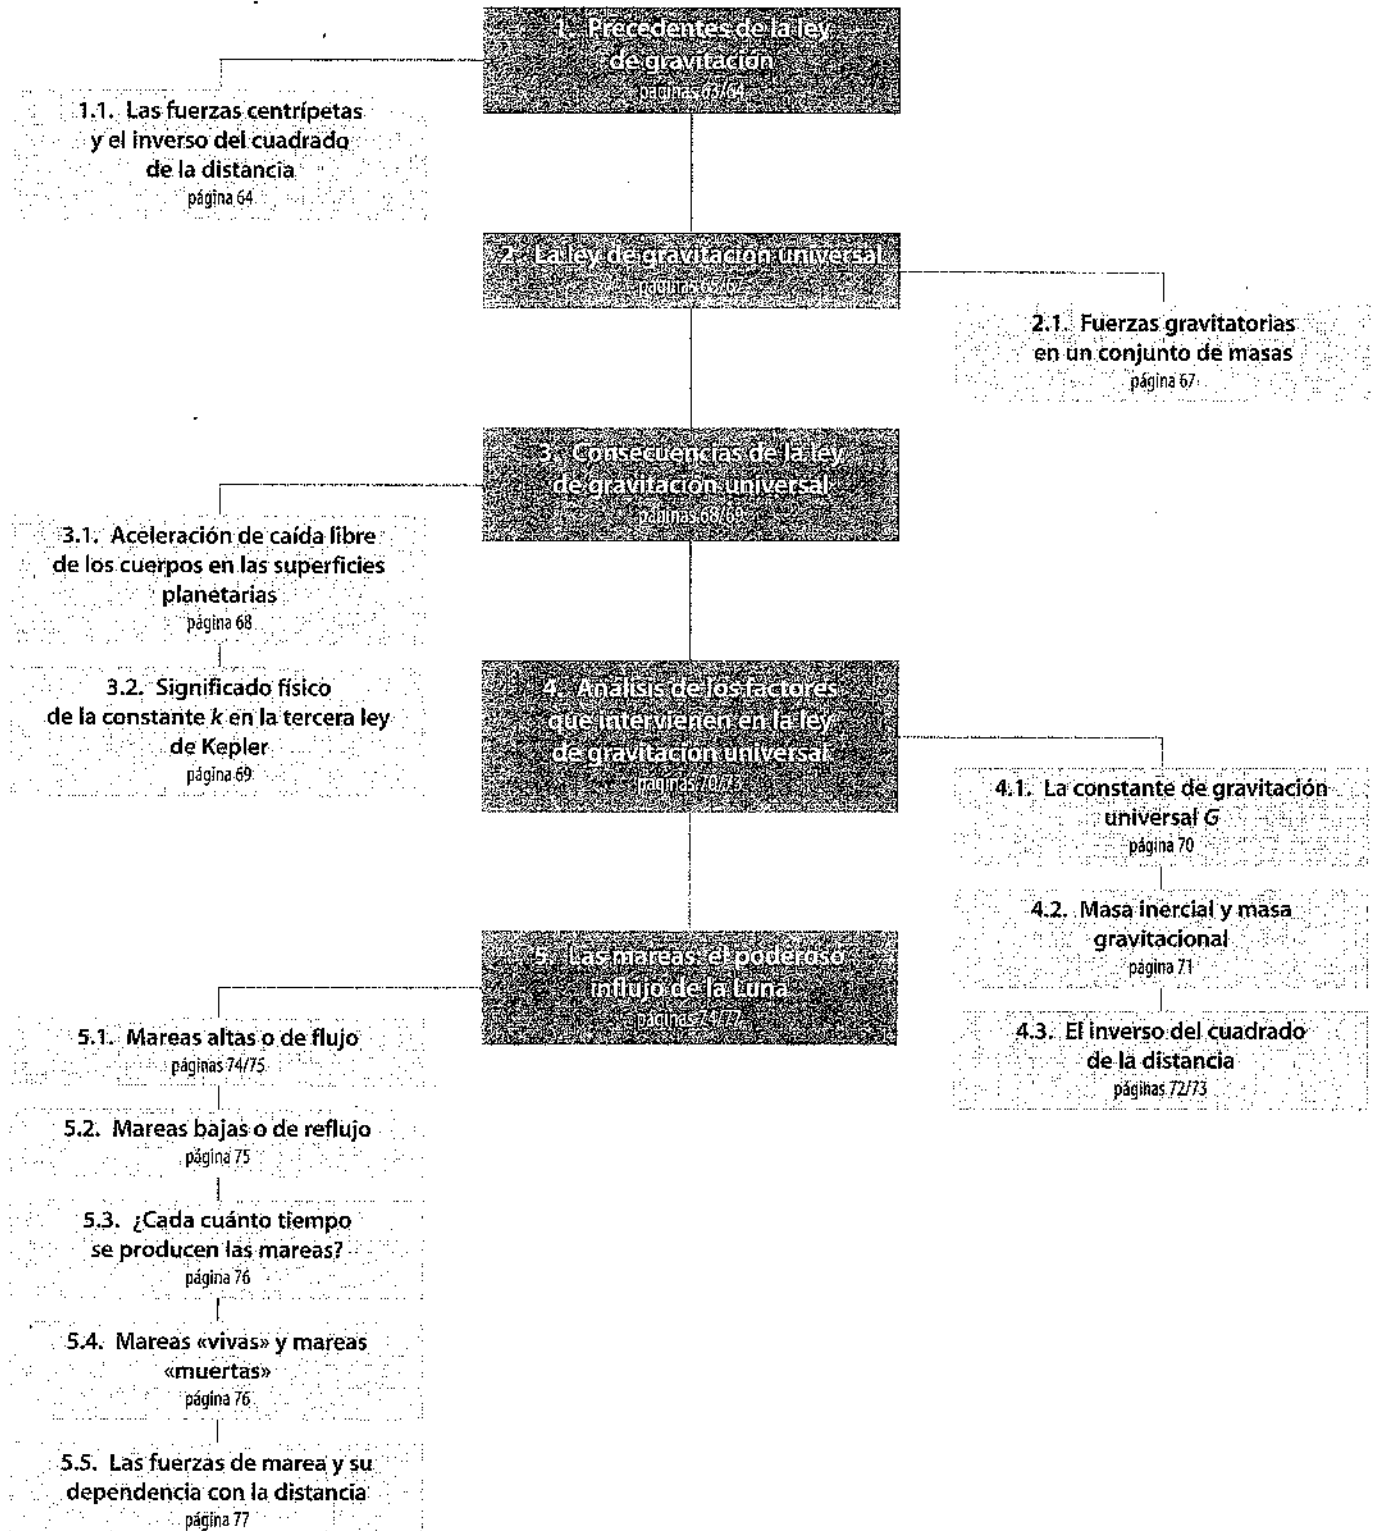 1. Precedentes de la ley
de gravitación
páginas 63/64
1.1. Las fuerzas centrípetas
y el inverso del cuadrado
de la distancia
página 64
2. La ley de gravitación universal
páginas
2.1. Fuerzas gravitatorias
en un conjunto de masas
página 67
3. Consecuencias de la ley
de gravitación universal
páginas 68/69
3.1. Aceleración de caída libre
de los cuerpos en las superficies
planetarias
página 68
3.2. Significado físico
de la constante k en la tercera ley
de Kepler
página 69
4. Análisis de los factores
que intervienen en la ley
de gravitación universal
páginas 70/73
4.1. La constante de gravitación
universal G
página 70
4.2. Masa inercial y masa
gravitacional
página 71
4.3. El inverso del cuadrado
de la distancia
páginas 72/73
5. Las mareas: el poderoso
influjo de la Luna
páginas 74/77
5.1. Mareas altas o de flujo
páginas 74/75
5.2. Mareas bajas o de reflujo
página 75
5.3. ¿Cada cuánto tiempo
se producen las mareas?
página 76
5.4. Mareas «vivas» y mareas
«muertas»
página 76
5.5. Las fuerzas de marea y su
dependencia con la distancia
página 77